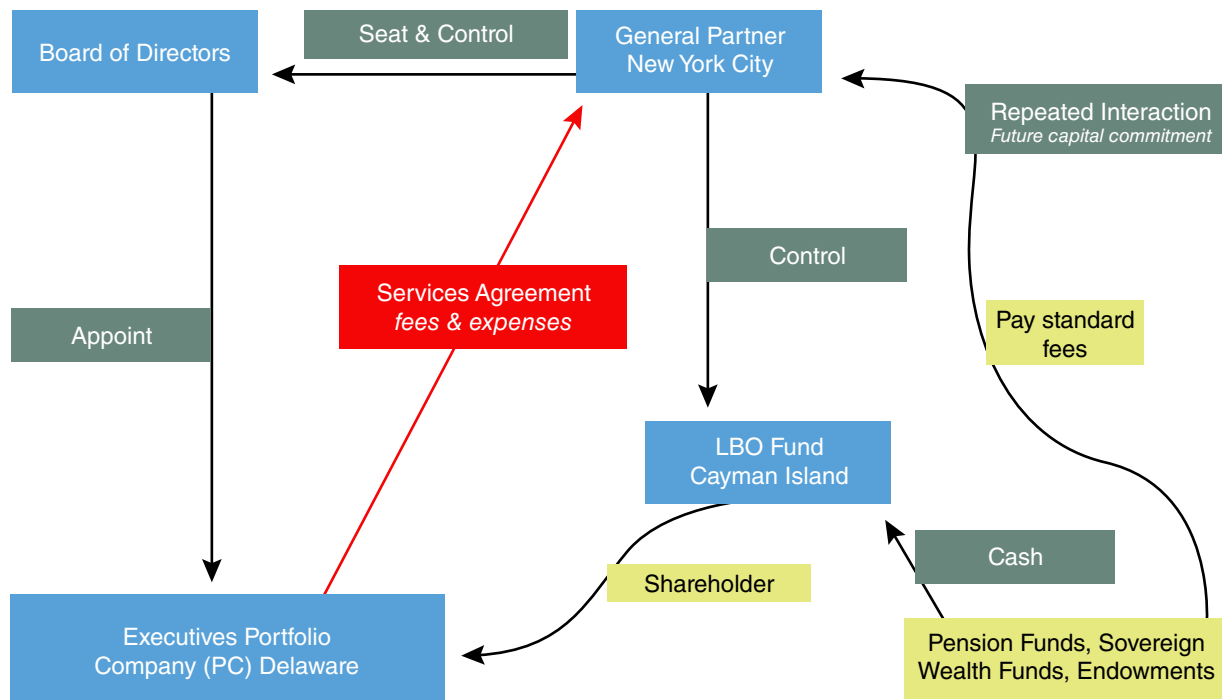 Board of Directors
Seat & Control
General Partner
New York City
Repeated Interaction
Future capital commitment
Control
Services Agreement
fees & expenses
Appoint
Pay standard
fees
LBO Fund
Cayman Island
Cash
Shareholder
Executives Portfolio
Company (PC) Delaware
Pension Funds, Sovereign
Wealth Funds, Endowments